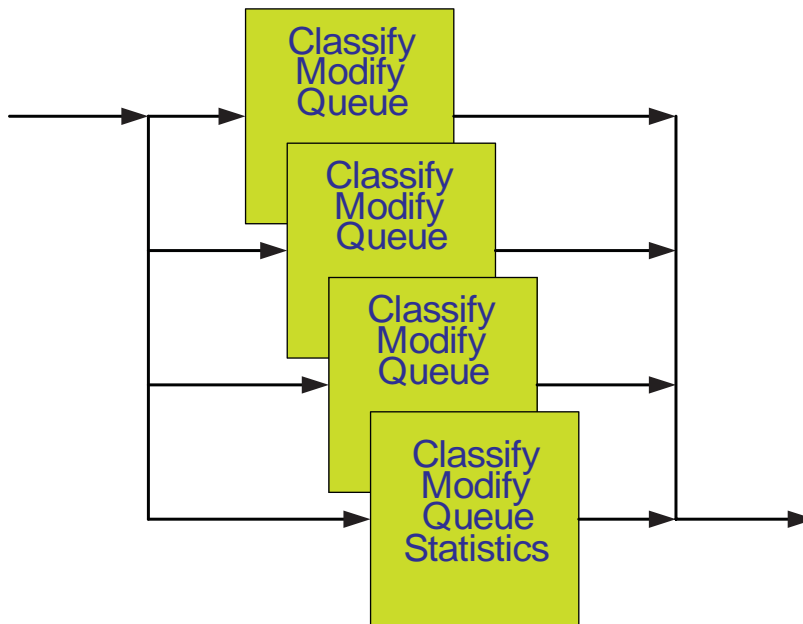 Classify
Modify
Queue
Classify
Modify
Queue
Classify
Modify
Queue
Classify
Modify
Queue
Statistics